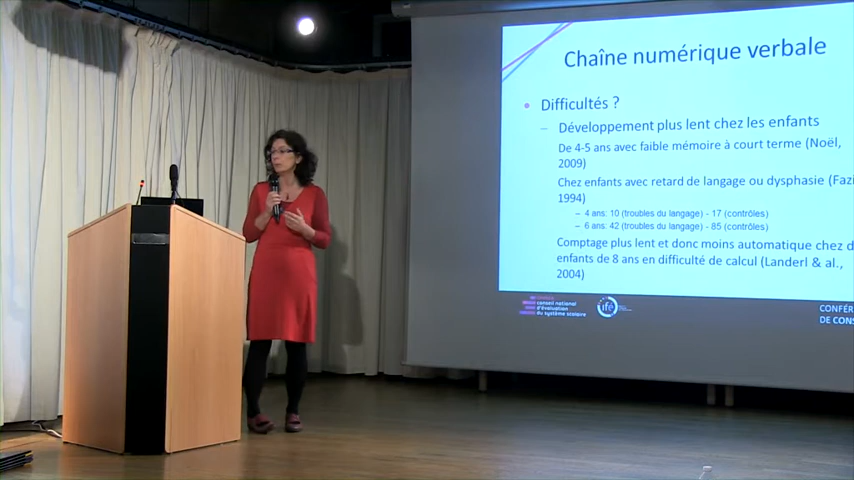 Chaîne numérique verbale
Difficultés ?
– Développement plus lent chez les enfants
De 4-5 ans avec faible mémoire à court terme (Noël,
2009)
Chez enfants avec retard de langage ou dysphasie
1994)
– 4 ans: 10 (troubles du langage) - 17 (contrôles)
– 6 ans: 42 (troubles du langage) - 85 (contrôles)
Comptage plus lent et donc moins automatique chez
enfants de 8 ans en difficulté de calcul (Landerl & al.,
2004)
conseil national
d'évaluation
du système scolaire
ifé
DE